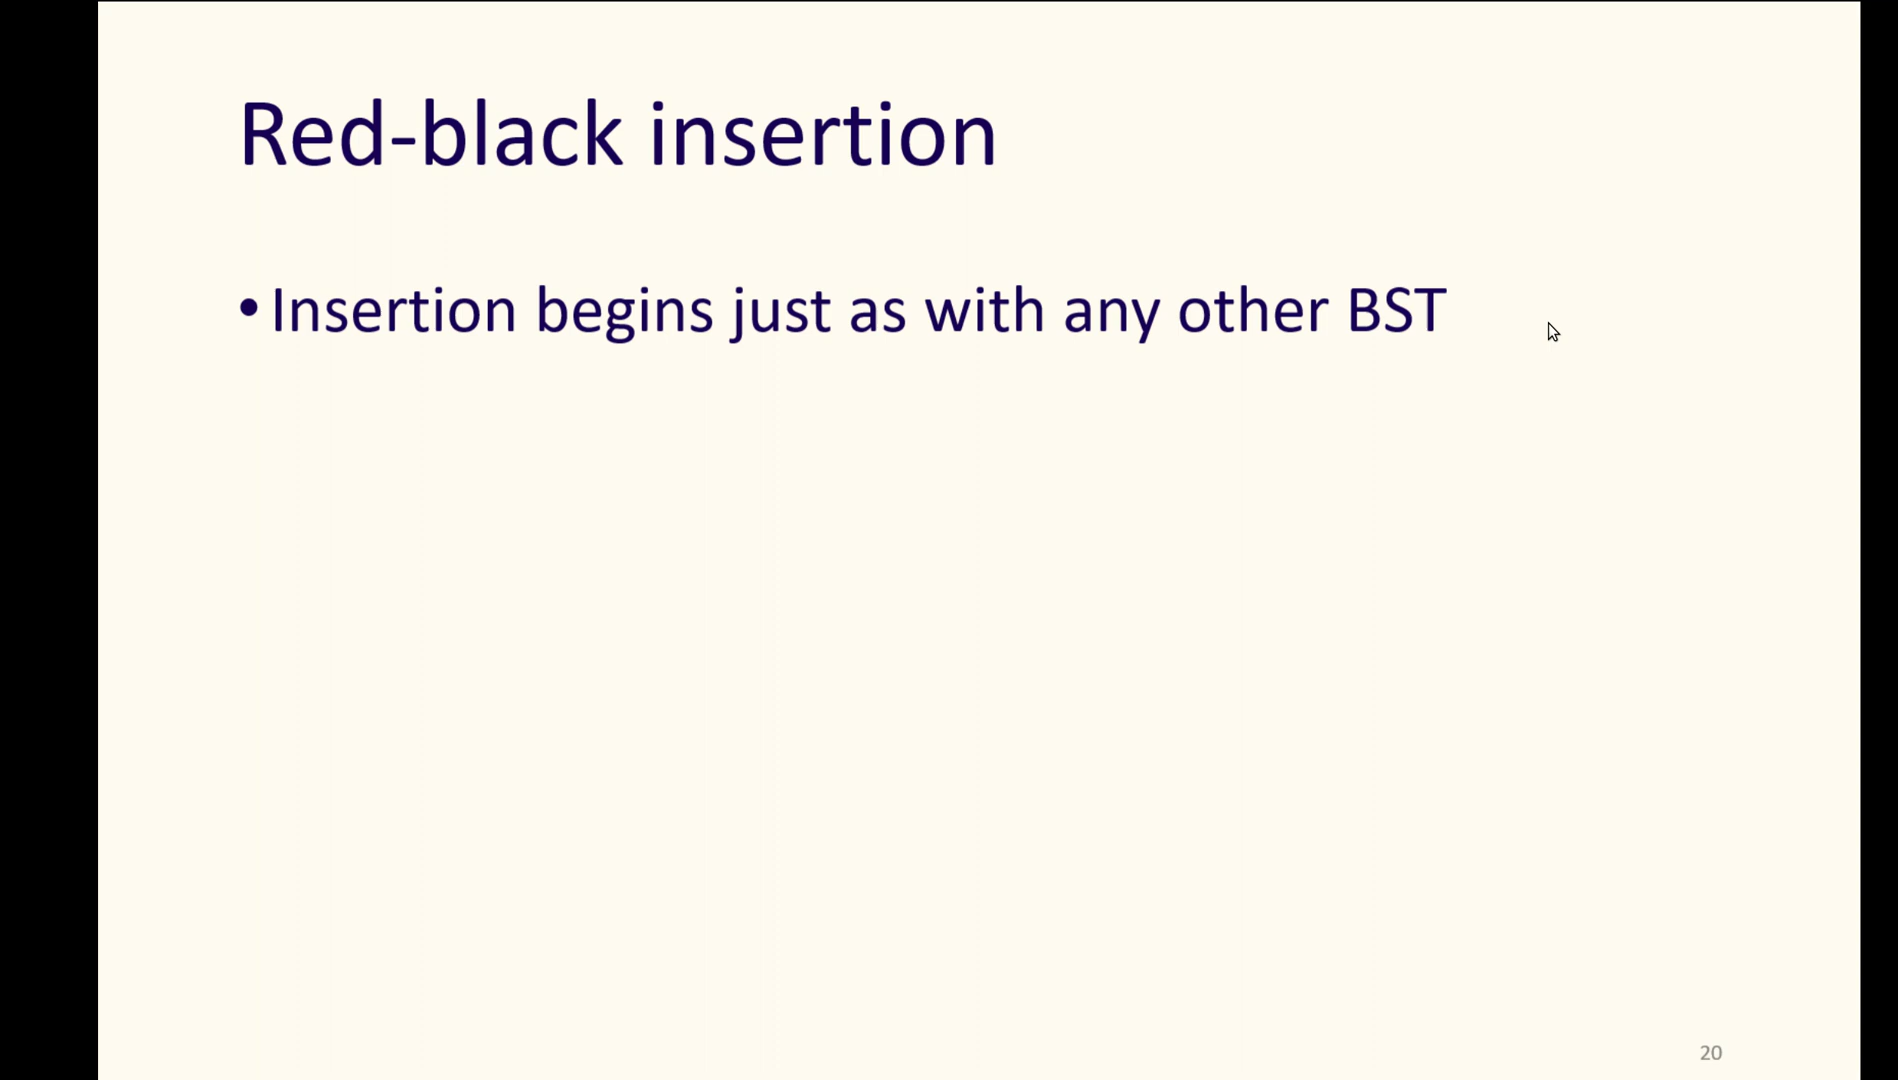 Red-black insertion
• Insertion begins just as with any other BST
20